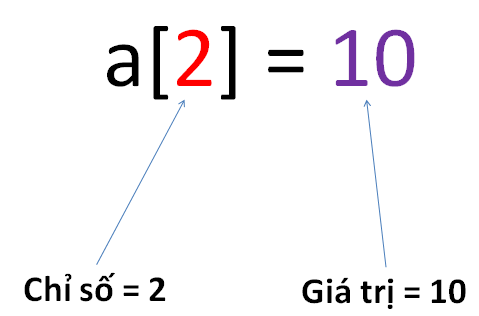 a[2] = 10
Chỉ số = 2
Giá trị = 10